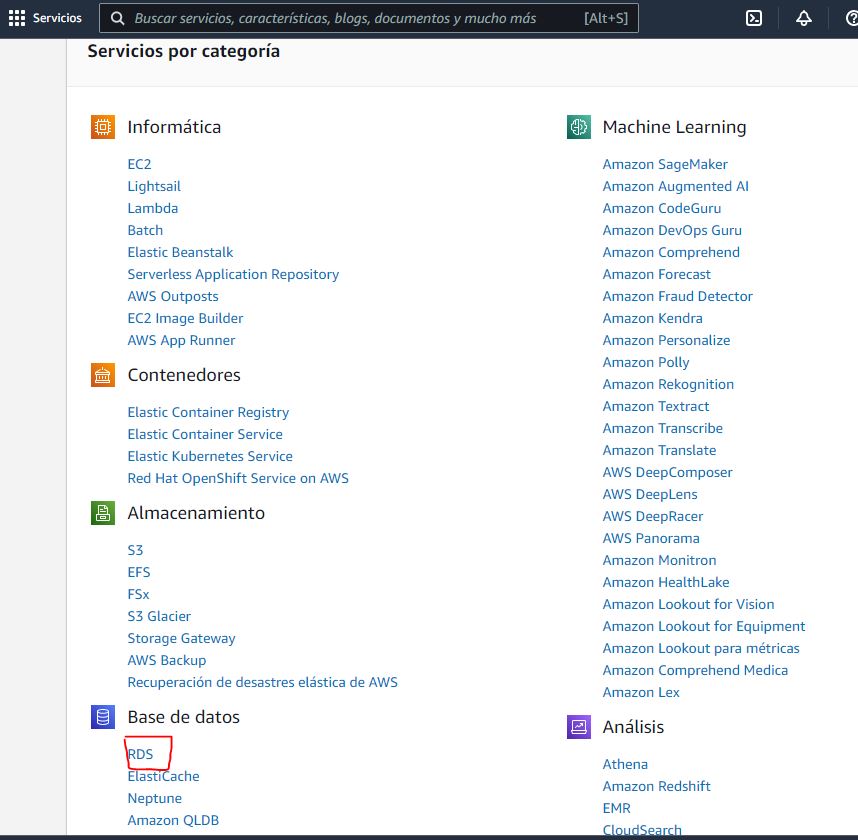 Servicios
Buscar servicios, características, blogs, documentos y mucho más [Alt+S]
Servicios por categoría
Informática
EC2
Lightsail
Lambda
Batch
Elastic Beanstalk
Serverless Application Repository
AWS Outposts
EC2 Image Builder
AWS App Runner
Contenedores
Elastic Container Registry
Elastic Container Service
Elastic Kubernetes Service
Red Hat OpenShift Service on AWS
Almacenamiento
S3
EFS
FSx
S3 Glacier
Storage Gateway
AWS Backup
Recuperación de desastres elástica de AWS
Base de datos
RDS
ElastiCache
Neptune
Amazon QLDB
Machine Learning
Amazon SageMaker
Amazon Augmented AI
Amazon CodeGuru
Amazon DevOps Guru
Amazon Comprehend
Amazon Forecast
Amazon Fraud Detector
Amazon Kendra
Amazon Personalize
Amazon Polly
Amazon Rekognition
Amazon Textract
Amazon Transcribe
Amazon Translate
AWS DeepComposer
AWS DeepLens
AWS DeepRacer
AWS Panorama
Amazon Monitron
Amazon HealthLake
Amazon Lookout for Vision
Amazon Lookout for Equipment
Amazon Lookout para métricas
Amazon Comprehend Medica
Amazon Lex
Análisis
Athena
Amazon Redshift
EMR
CloudSearch